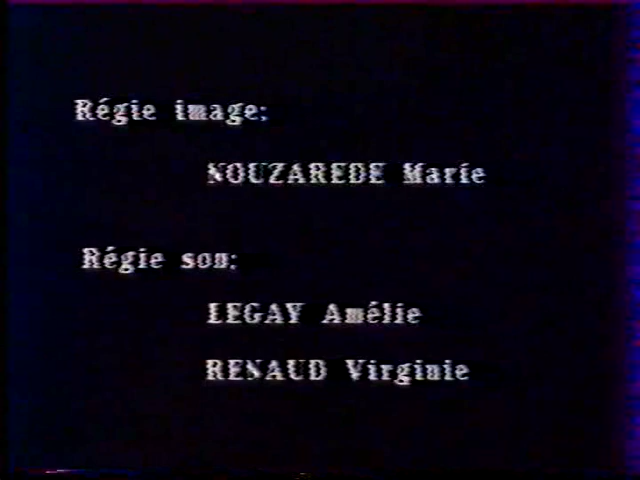 Régie image:
NOUZAREDE Marie
Régie son:
LEGAY Amélie
RENAUD Virginie